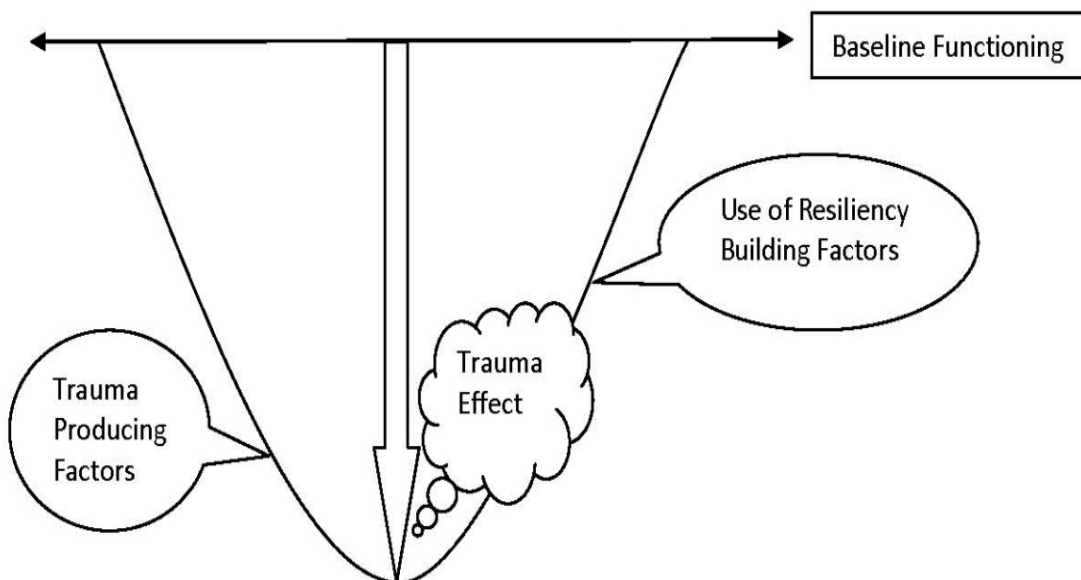 Baseline Functioning
Use of Resiliency
Building Factors
Trauma
Effect
Trauma
Producing
Factors